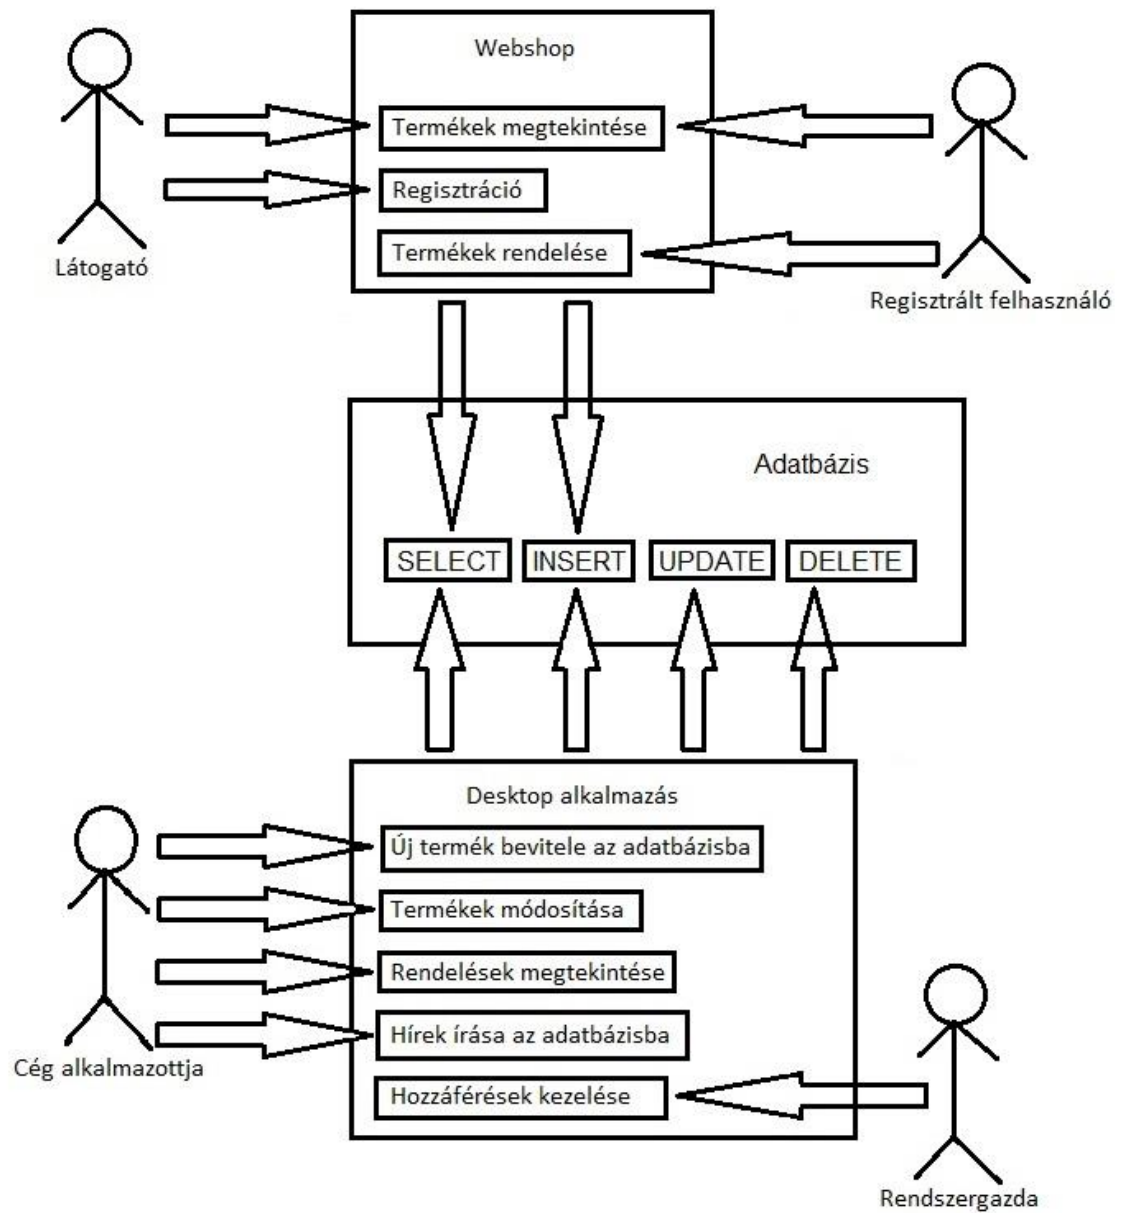 Webshop
Termékek megtekintése
Regisztráció
Termékek rendelése
Látogató
Regisztrált felhasználó
Adatbázis
SELECT INSERT UPDATE DELETE
Desktop alkalmazás
Új termék bevitele az adatbázisba
Termékek módosítása
Rendelések megtekintése
Hírek írása az adatbázisba
Cég alkalmazottja
Hozzáférések kezelése
Rendszergazda